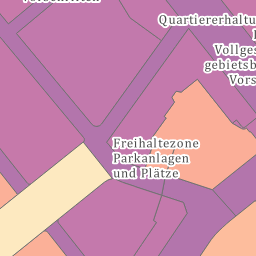 Quartiererhaltu
Vollges
gebietsb
Vors
Freihaltezone
Parkanlagen
und Plätze